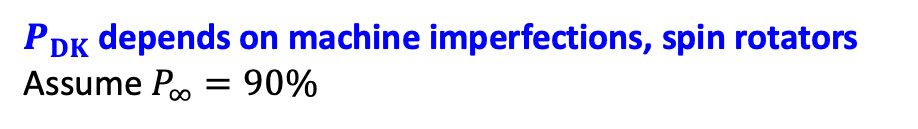 P_DK depends on machine imperfections, spin rotators
Assume P_∞ = 90%